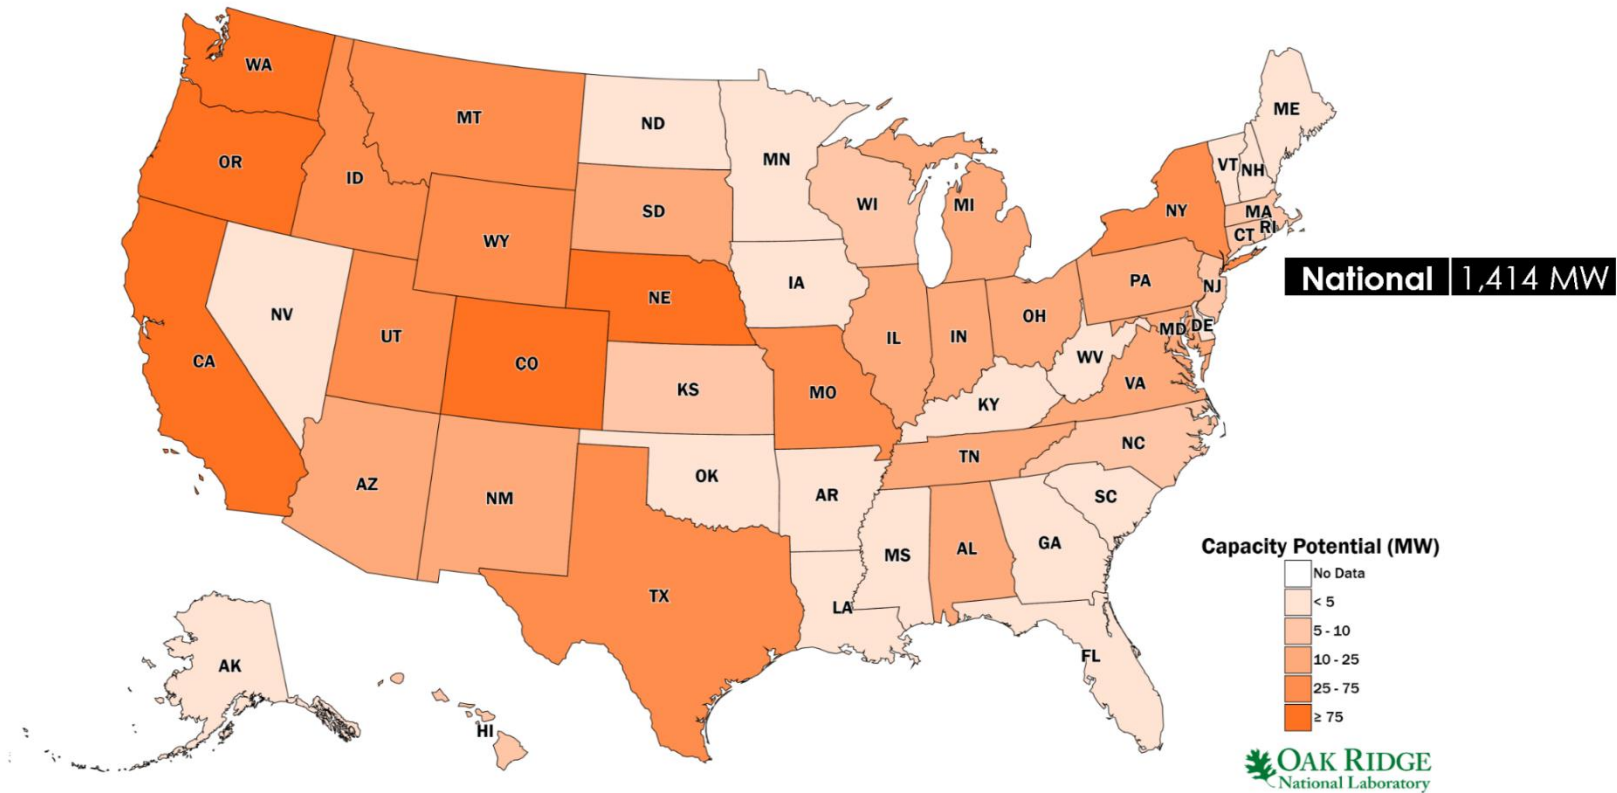 WA
MT
ND
ME
OR
MN
VT
NH
ID
SD
WI
MI
NY
MA
RI
CT
WY
National 1,414 MW
NE
IA
PA
NJ
NV
UT
IL
IN
OH
MD
DE
CA
CO
WV
KS
MO
VA
KY
NC
TN
AZ
NM
OK
AR
SC
MS
AL
GA
Capacity Potential (MW)
No Data
< 5
TX
LA
5 - 10
FL
10 - 25
AK
25 - 75
≥ 75
HI
OAK RIDGE
National Laboratory